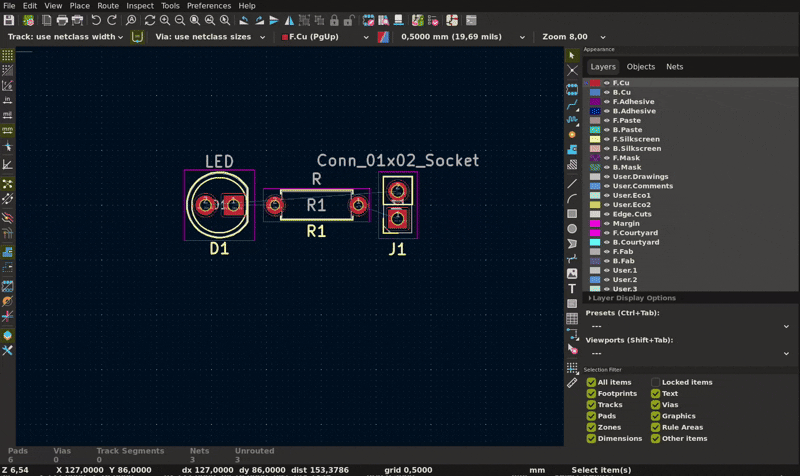 File Edit View Place Route Inspect Tools Preferences Help
Track: use netclass width
Via: use netclass sizes
F.Cu (PgUp)
0,5000 mm (19,69 mils)
Zoom 8,00
in
mil
mm
LED
D1
R
R1
R1
Conn_01x02_Socket
J1
Appearance
Layers Objects Nets
F.Cu
B.Cu
F.Adhesive
B.Adhesive
F.Paste
B.Paste
F.Silkscreen
B.Silkscreen
F.Mask
B.Mask
User.Drawings
User.Comments
User.Eco1
User.Eco2
Edge.Cuts
Margin
F.Courtyard
B.Courtyard
F.Fab
B.Fab
User.1
User.2
User.3
Layer Display Options
Presets (Ctrl+Tab):
---
Viewports (Shift+Tab):
---
Selection Filter
All items Locked items
Footprints Text
Tracks Vias
Pads Graphics
Zones Rule Areas
Dimensions Other items
Pads Vias Track Segments Nets Unrouted
6 0 0 3 3
Z 6,54 X 127,0000 Y 86,0000 dx 127,0000 dy 86,0000 dist 153,3786 grid 0,5000 mm Select item(s)